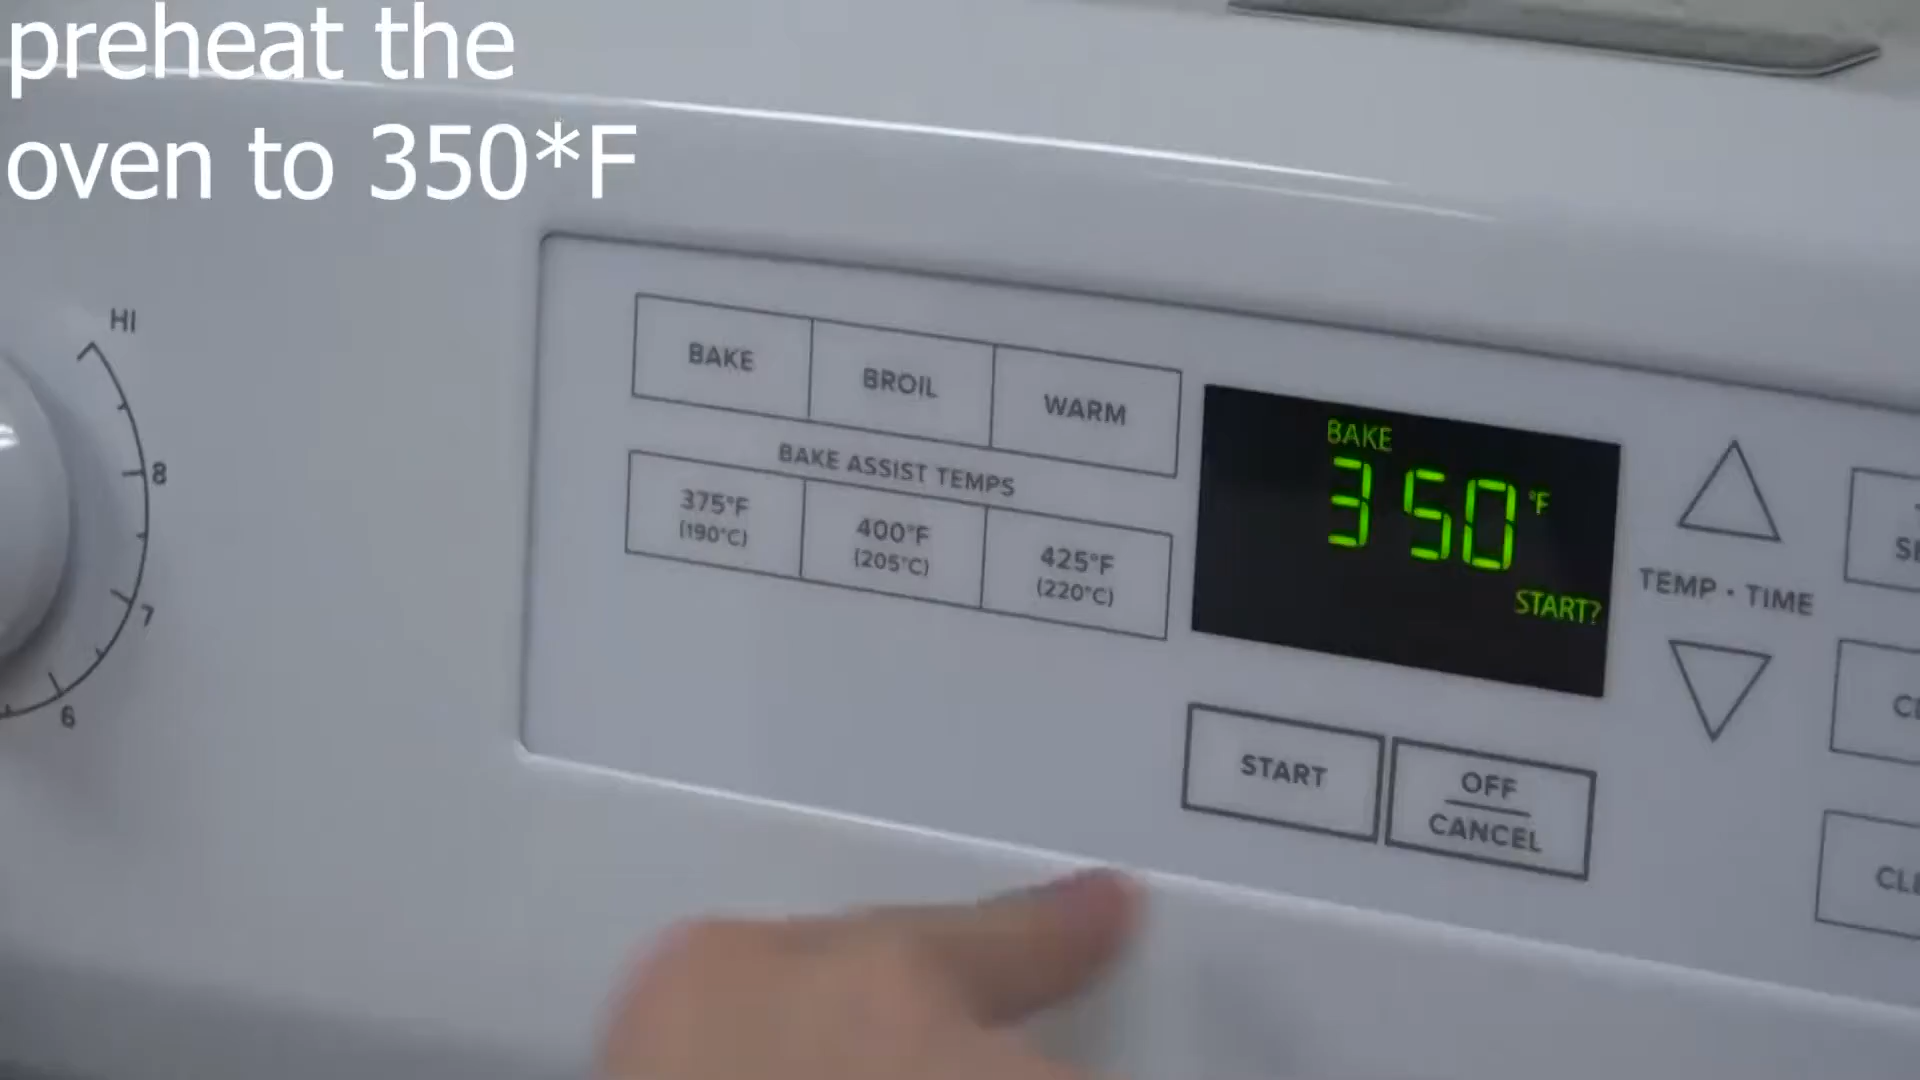 preheat the
oven to 350*F
HI
8
7
6
BAKE
BROIL
WARM
BAKE ASSIST TEMPS
375°F
(190°C)
400°F
(205°C)
425°F
(220°C)
BAKE
350°F
START?
TEMP • TIME
START
OFF
CANCEL